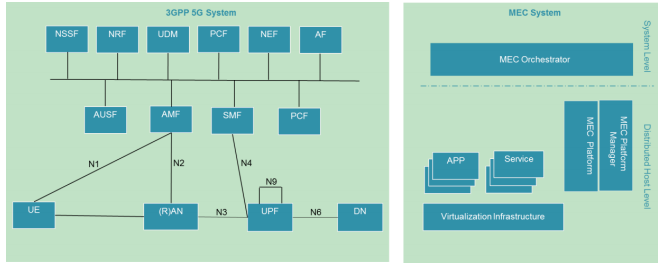 3GPP 5G System
NSSF
NRF
UDM
PCF
NEF
AF
AUSF
AMF
SMF
PCF
N1
N2
N4
N9
UE
(R)AN
N3
UPF
N6
DN
MEC System
System Level
MEC Orchestrator
Distributed Host Level
MEC Platform
MEC Platform
Manager
APP
Service
Virtualization Infrastructure